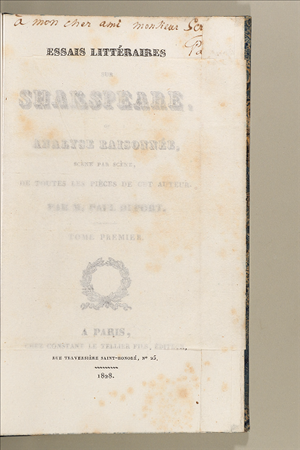 à mon cher ami monsieur
ESSAIS LITTÉRAIRES
SUR
SHAKSPEARE,
ANALYSE RAISONNÉE,
SCÈNE PAR SCÈNE,
DE TOUTES LES PIÈCES DE CET AUTEUR.
PAR M. PAUL DUPORT.
TOME PREMIER.
A PARIS,
CHEZ CONSTANT LE TELLIER FILS, ÉDITEUR,
RUE TRAVERSIÈRE SAINT-HONORÉ, N° 25,
1828.